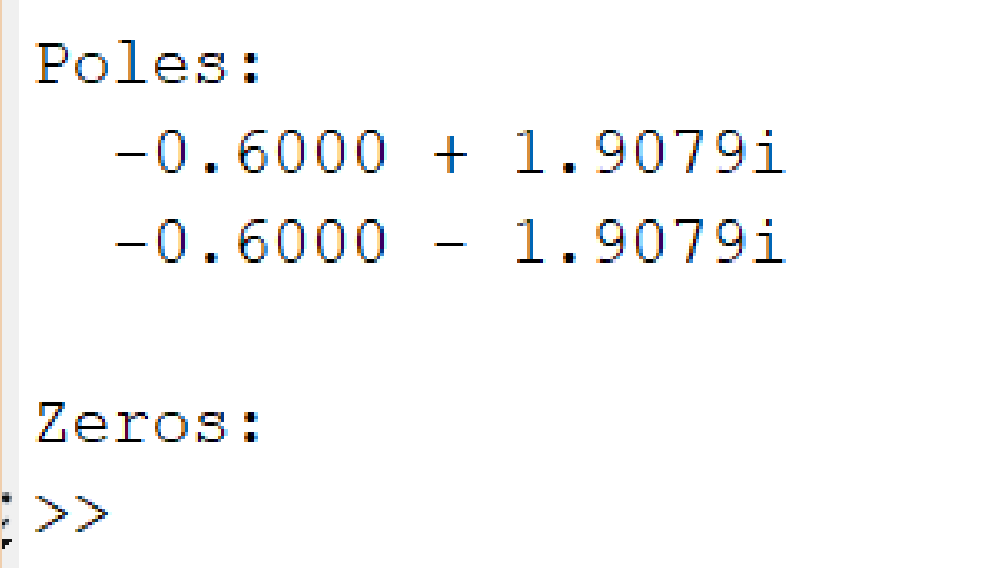 Poles:
-0.6000 + 1.9079i
-0.6000 - 1.9079i
Zeros:
>>